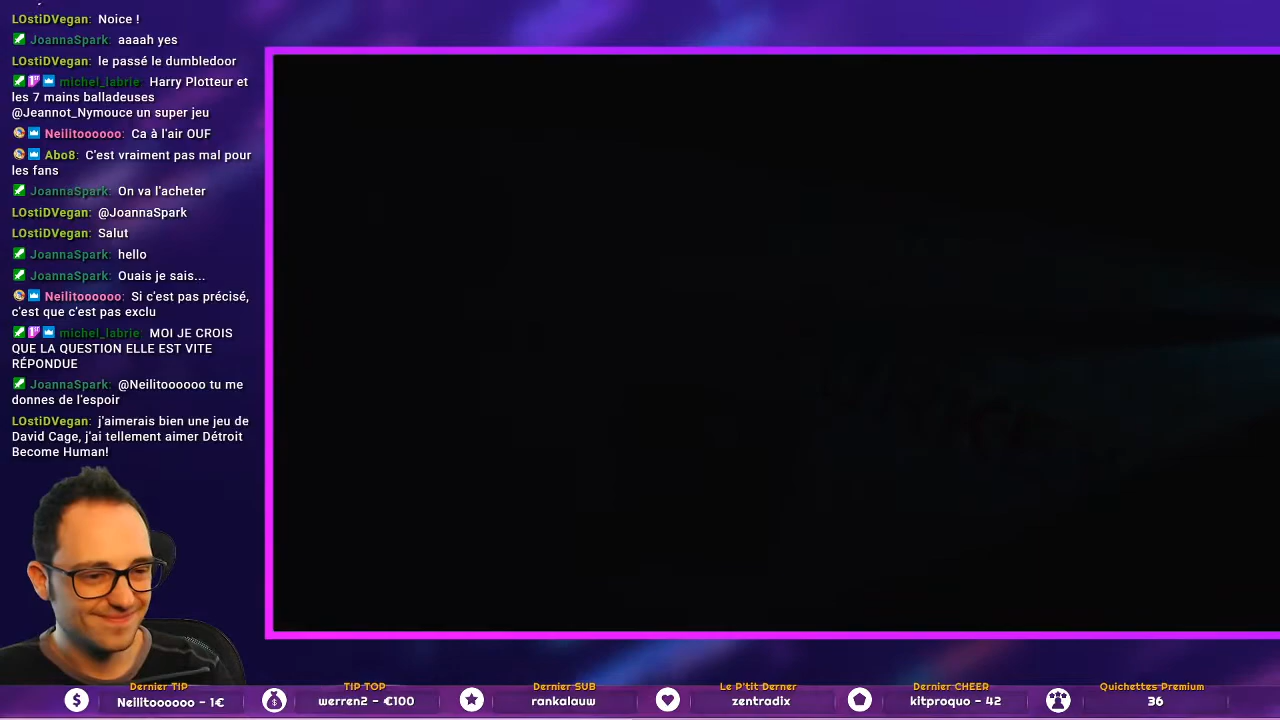 LOstiDVegan: Noice !
JoannaSpark: aaaah yes
LOstiDVegan: le passé le dumbledoor
michel_labrie: Harry Plotteur et
les 7 mains balladeuses
@Jeannot_Nymouce un super jeu
Neilitoooooo: Ca à l'air OUF
Abo8: C'est vraiment pas mal pour
les fans
JoannaSpark: On va l'acheter
LOstiDVegan: @JoannaSpark
LOstiDVegan: Salut
JoannaSpark: hello
JoannaSpark: Ouais je sais...
Neilitoooooo: Si c'est pas précisé,
c'est que c'est pas exclu
michel_labrie: MOI JE CROIS
QUE LA QUESTION ELLE EST VITE
RÉPONDUE
JoannaSpark: @Neilitoooooo tu me
donnes de l'espoir
LOstiDVegan: j'aimerais bien une jeu de
David Cage, j'ai tellement aimer Détroit
Become Human!
Dernier TIP
Neilitoooooo - 1€
TIP TOP
werren2 - €100
Dernier SUB
rankalauw
Le P'tit Derner
zentradix
Dernier CHEER
kitproquo - 42
Quichettes Premium
36